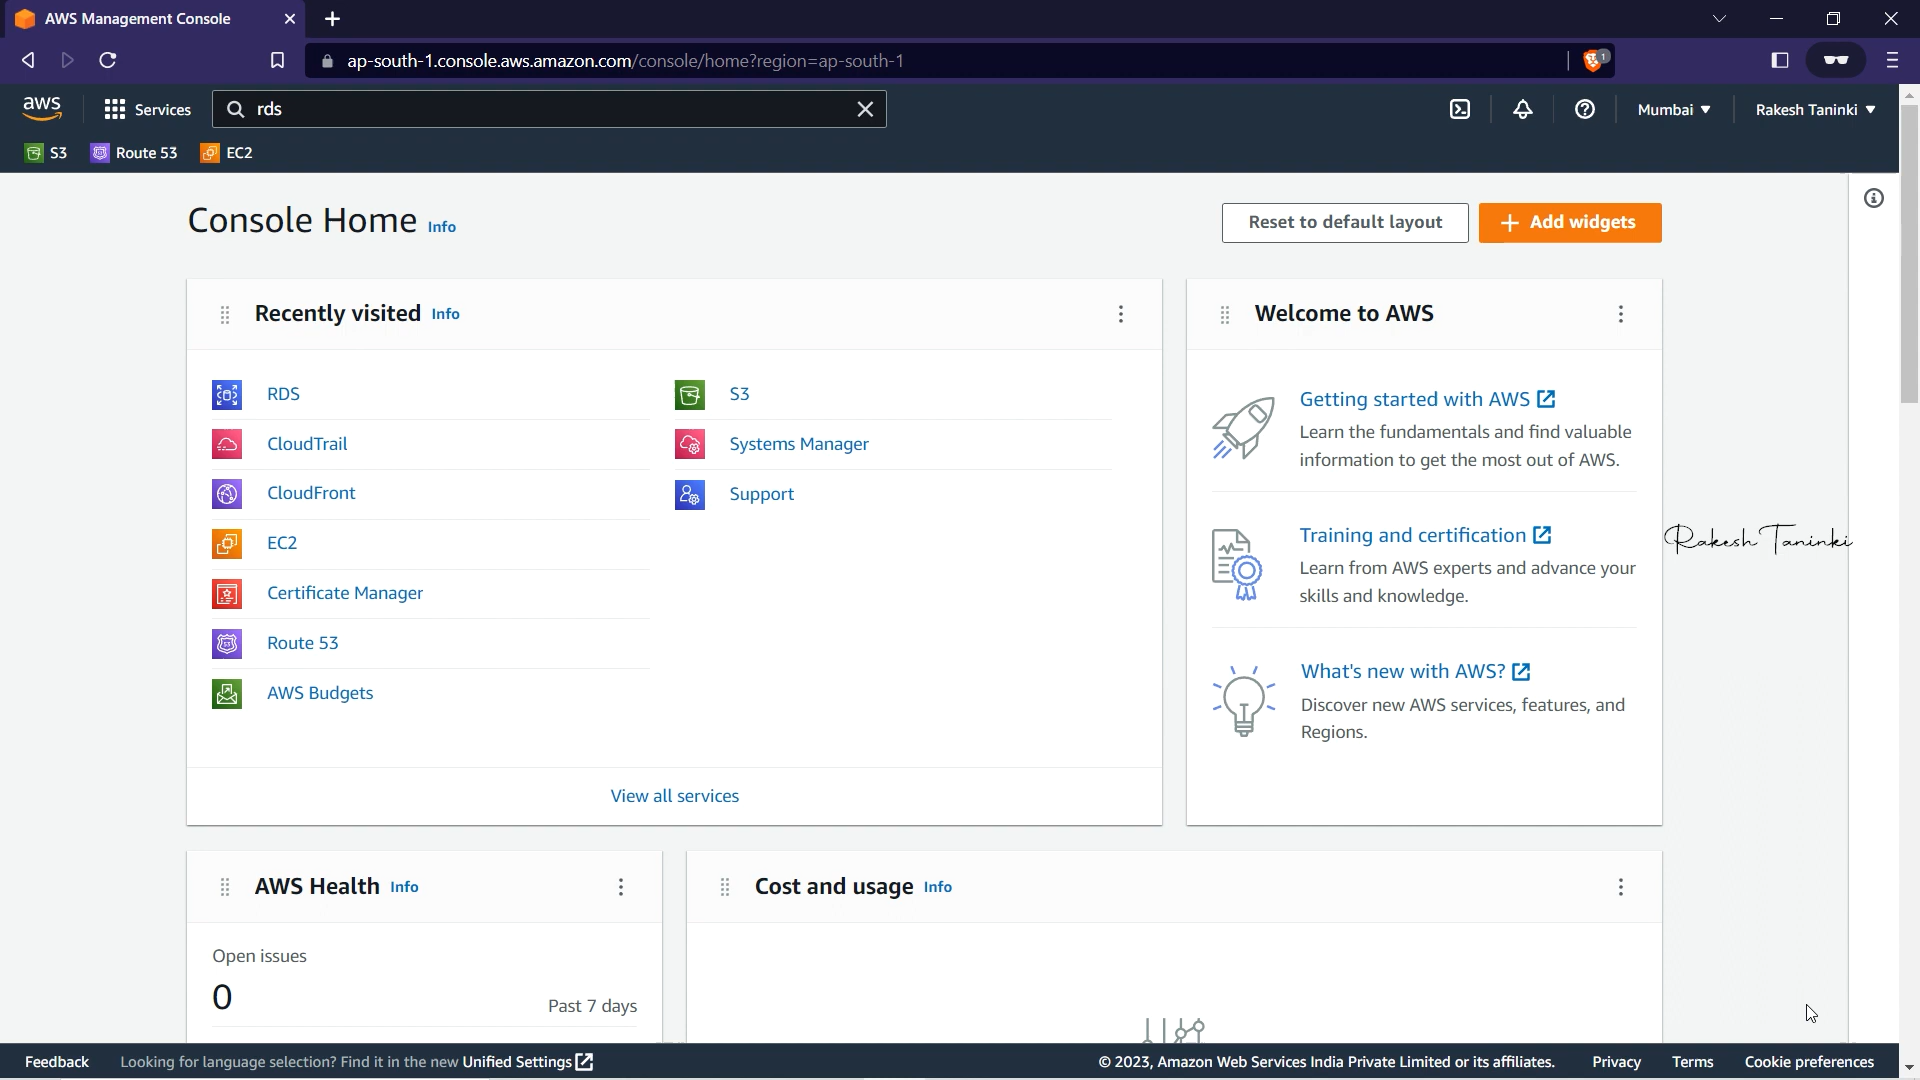 AWS Management Console
ap-south-1.console.aws.amazon.com/console/home?region=ap-south-1
1
aws
Services
rds
Mumbai
Rakesh Taninki
S3
Route 53
EC2
Console Home Info
Reset to default layout
Add widgets
Recently visited Info
RDS
CloudTrail
CloudFront
EC2
Certificate Manager
Route 53
AWS Budgets
S3
Systems Manager
Support
View all services
Welcome to AWS
Getting started with AWS
Learn the fundamentals and find valuable
information to get the most out of AWS.
Training and certification
Learn from AWS experts and advance your
skills and knowledge.
What's new with AWS?
Discover new AWS services, features, and
Regions.
Rakesh Taninki
AWS Health Info
Open issues
0
Past 7 days
Cost and usage Info
Feedback
Looking for language selection? Find it in the new Unified Settings
© 2023, Amazon Web Services India Private Limited or its affiliates.
Privacy
Terms
Cookie preferences